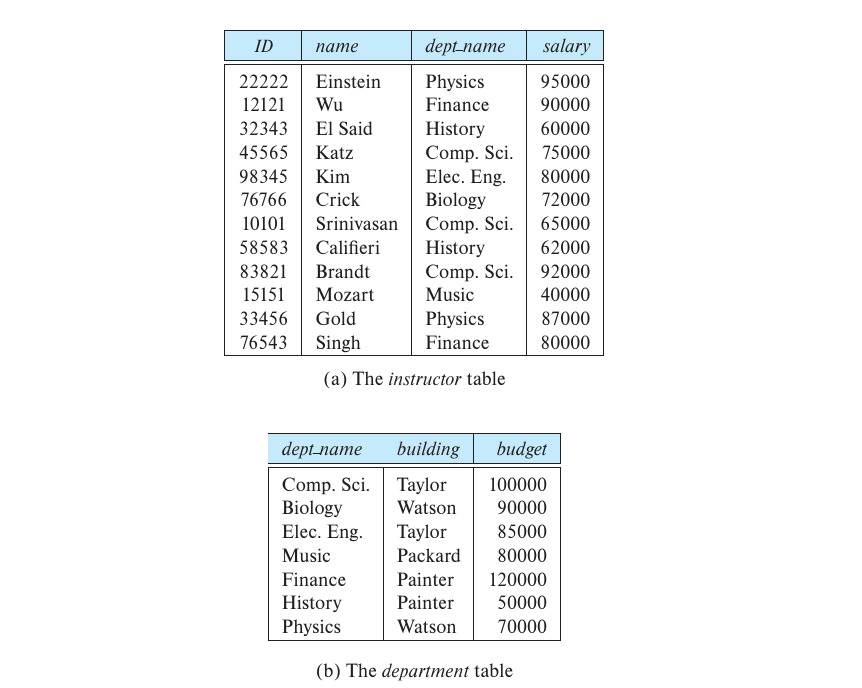 ID name dept_name salary
22222 Einstein Physics 95000
12121 Wu Finance 90000
32343 El Said History 60000
45565 Katz Comp. Sci. 75000
98345 Kim Elec. Eng. 80000
76766 Crick Biology 72000
10101 Srinivasan Comp. Sci. 65000
58583 Califieri History 62000
83821 Brandt Comp. Sci. 92000
15151 Mozart Music 40000
33456 Gold Physics 87000
76543 Singh Finance 80000
(a) The instructor table
dept_name building budget
Comp. Sci. Taylor 100000
Biology Watson 90000
Elec. Eng. Taylor 85000
Music Packard 80000
Finance Painter 120000
History Painter 50000
Physics Watson 70000
(b) The department table